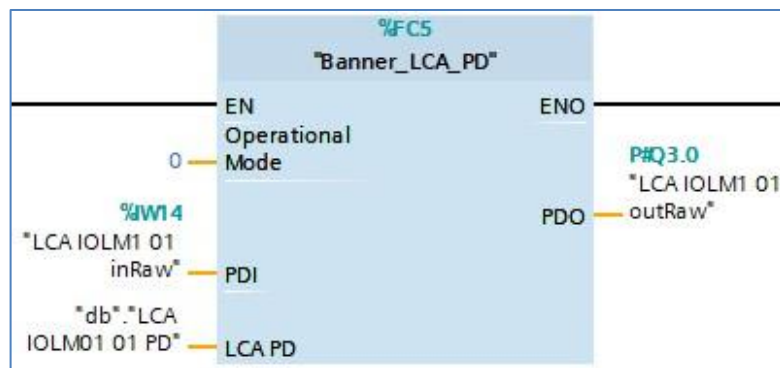 %FC5
"Banner_LCA_PD"
EN
ENO
Operational
Mode
0
P#Q3.0
"LCA IOLM1 01
outRaw"
PDO
%IW14
"LCA IOLM1 01
inRaw"
PDI
"db"."LCA
IOLM01 01 PD"
LCA PD